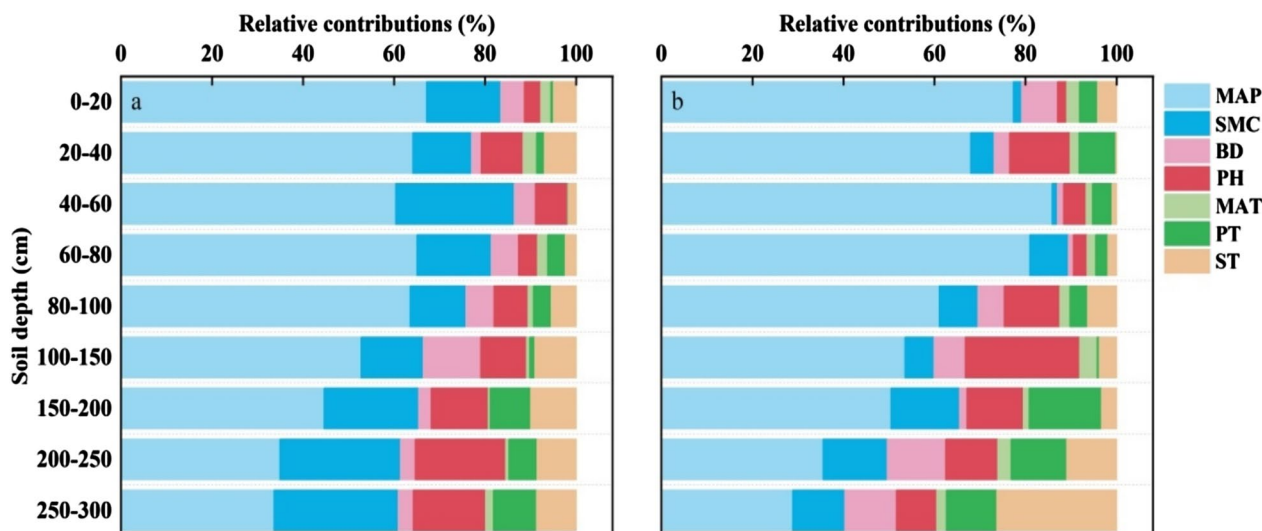 Relative contributions (%)
0 20 40 60 80 100
Relative contributions (%)
0 20 40 60 80 100
Soil depth (cm)
0-20
20-40
40-60
60-80
80-100
100-150
150-200
200-250
250-300
a
b
MAP
SMC
BD
PH
MAT
PT
ST